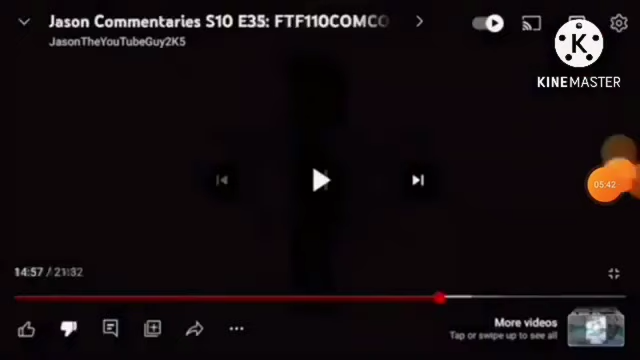 Jason Commentaries S10 E35: FTF110COMCO
JasonTheYouTubeGuy2K5
K
KINEMASTER
05:42
14:57 / 21:32
More videos
Tap or swipe up to see all